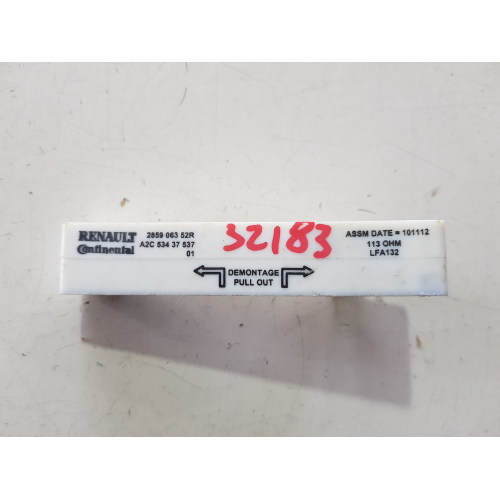 RENAULT 2859 063 52R
Continental A2C 534 37 537
01
32183
ASSM DATE = 101112
113 OHM
LFA132
DEMONTAGE
PULL OUT